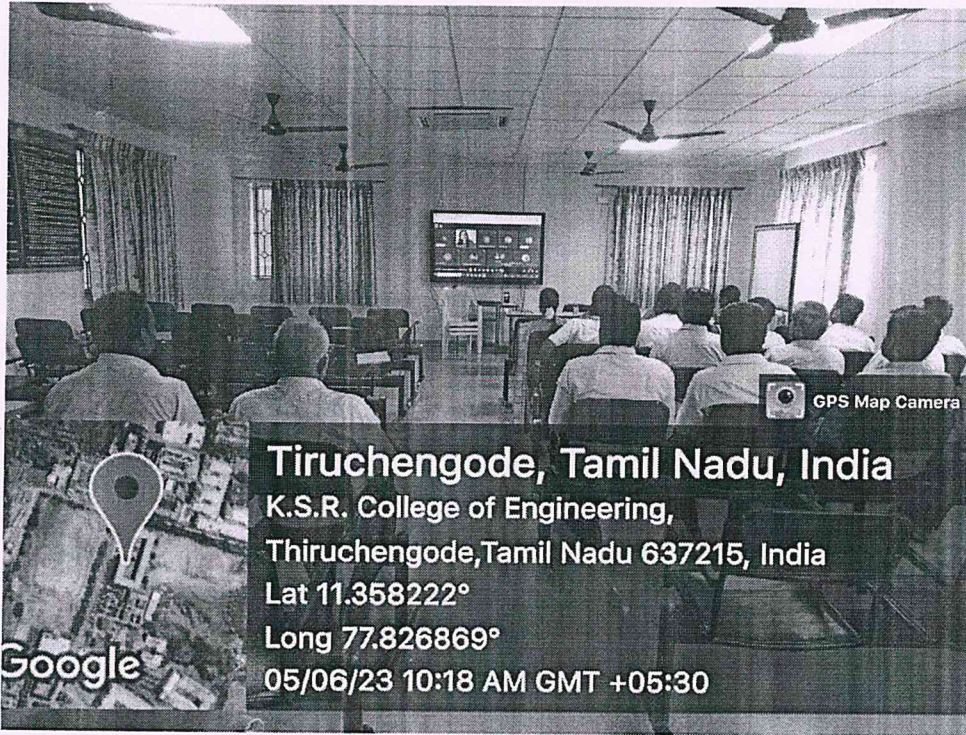 GPS Map Camera
Tiruchengode, Tamil Nadu, India
K.S.R. College of Engineering,
Thiruchengode,Tamil Nadu 637215, India
Lat 11.358222°
Long 77.826869°
05/06/23 10:18 AM GMT +05:30
Google